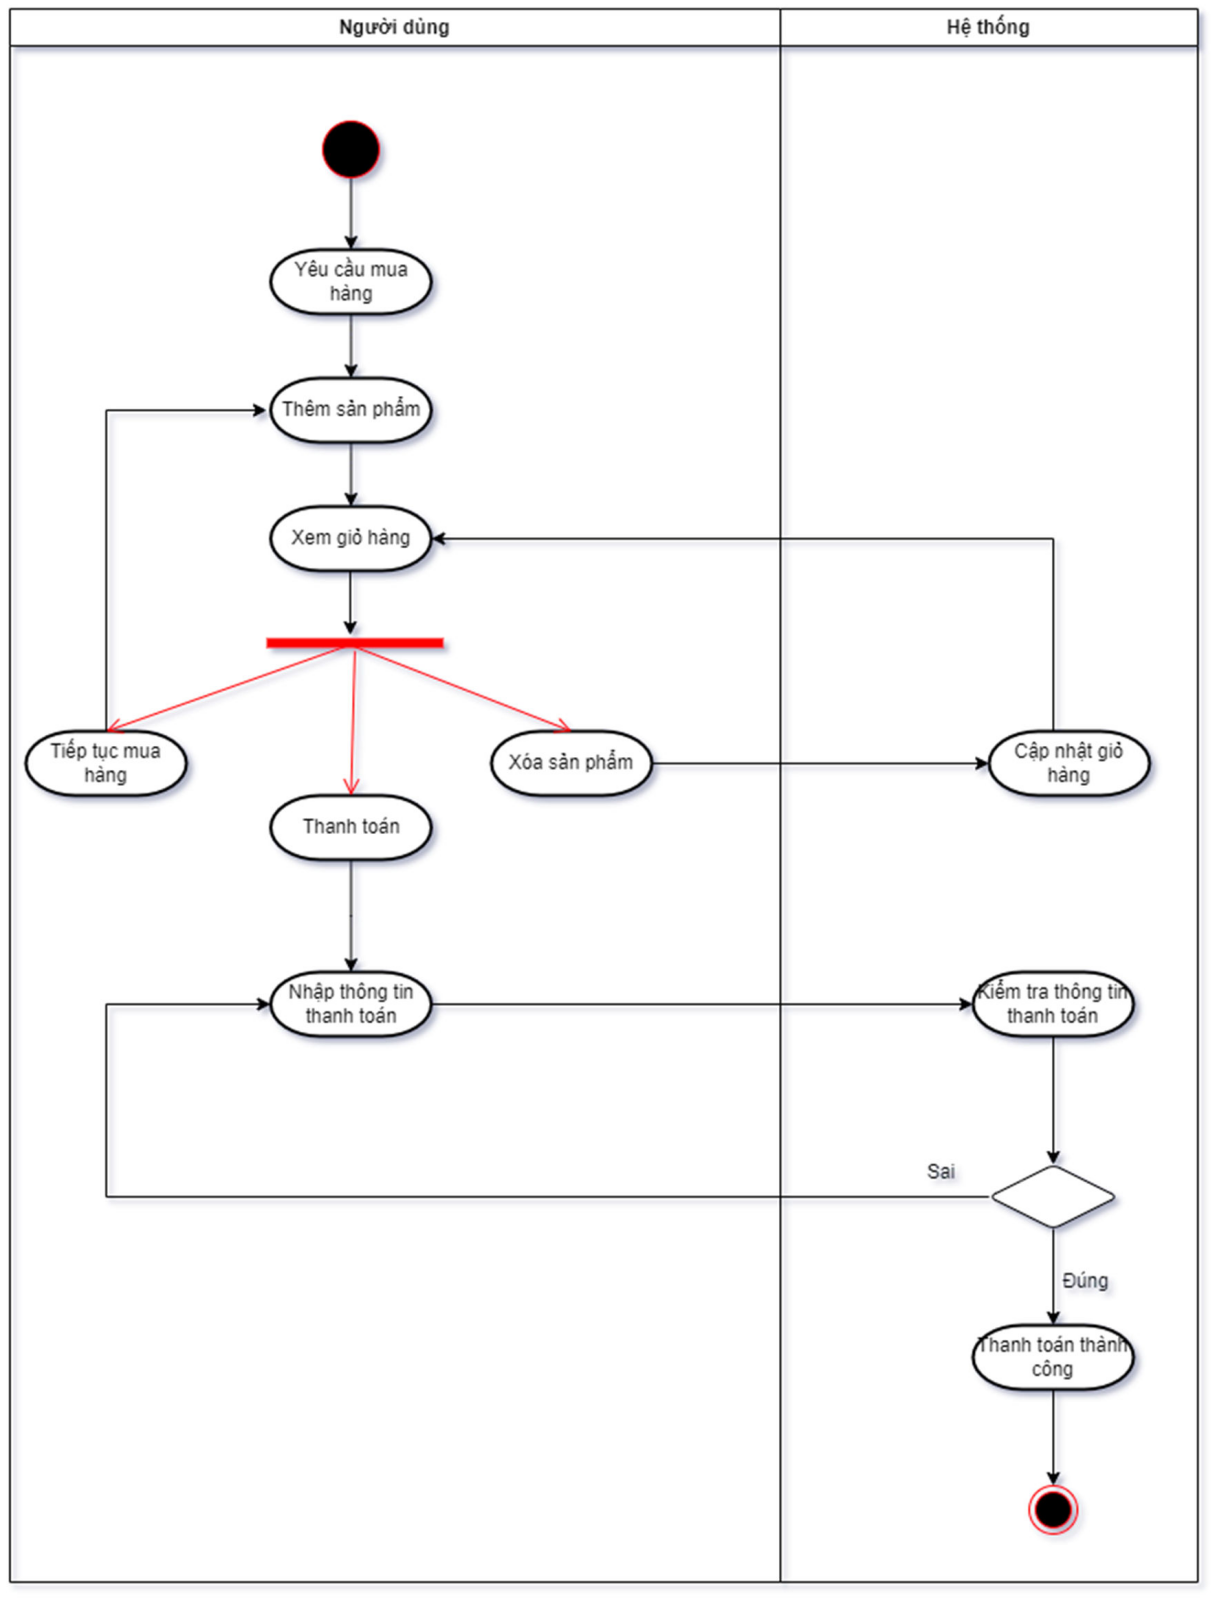 Người dùng
Hệ thống
Yêu cầu mua
hàng
Thêm sản phẩm
Xem giỏ hàng
Tiếp tục mua
hàng
Xóa sản phẩm
Cập nhật giỏ
hàng
Thanh toán
Nhập thông tin
thanh toán
Kiểm tra thông tin
thanh toán
Sai
Đúng
Thanh toán thành
công